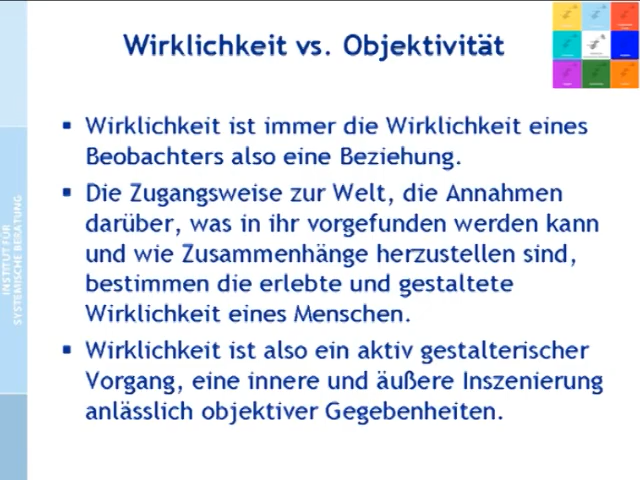 Wirklichkeit vs. Objektivität
Wirklichkeit ist immer die Wirklichkeit eines
Beobachters also eine Beziehung.
Die Zugangsweise zur Welt, die Annahmen
darüber, was in ihr vorgefunden werden kann
und wie Zusammenhänge herzustellen sind,
bestimmen die erlebte und gestaltete
Wirklichkeit eines Menschen.
Wirklichkeit ist also ein aktiv gestalterischer
Vorgang, eine innere und äußere Inszenierung
anlässlich objektiver Gegebenheiten.
INSTITUT FÜR
SYSTEMISCHE BERATUNG